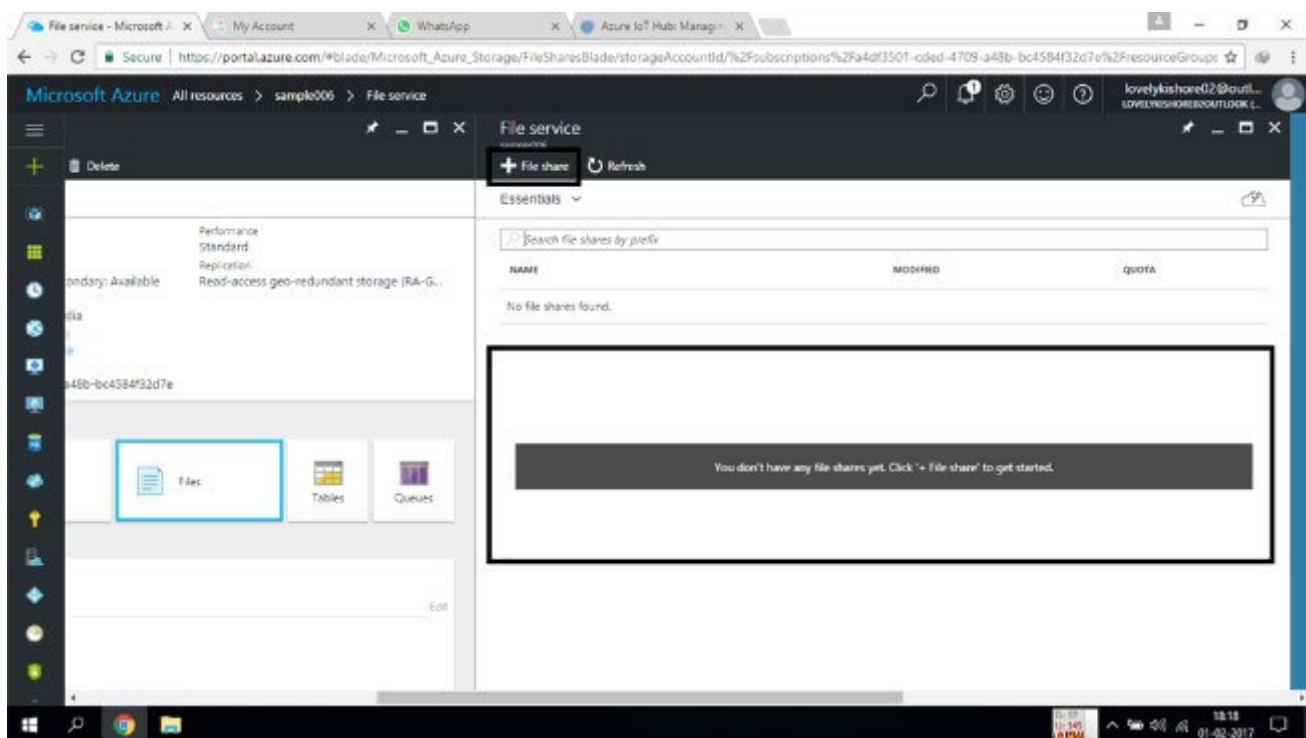 File service - Microsoft A
My Account
WhatsApp
Azure IoT Hub: Managin
Secure
https://portal.azure.com/#blade/Microsoft_Azure_Storage/FileSharesBlade/storageAccountId/%2Fsubscriptions%2Fa4df3501-cded-4709-a48b-bc4584f32d7e%2FresourceGroups
Microsoft Azure All resources > sample006 > File service
lovelykishore02@outl...
LOVELYKISHORE02OUTLOOK (...
File service
sample006
Delete
File share
Refresh
Essentials
Performance
Standard
Replication
ondary: Available
Read-access geo-redundant storage (RA-G...
dia
a48b-bc4584f32d7e
Search file shares by prefix
NAME
MODIFIED
QUOTA
No file shares found.
You don't have any file shares yet. Click '+ File share' to get started.
Files
Tables
Queues
Edit
18:18
01-02-2017